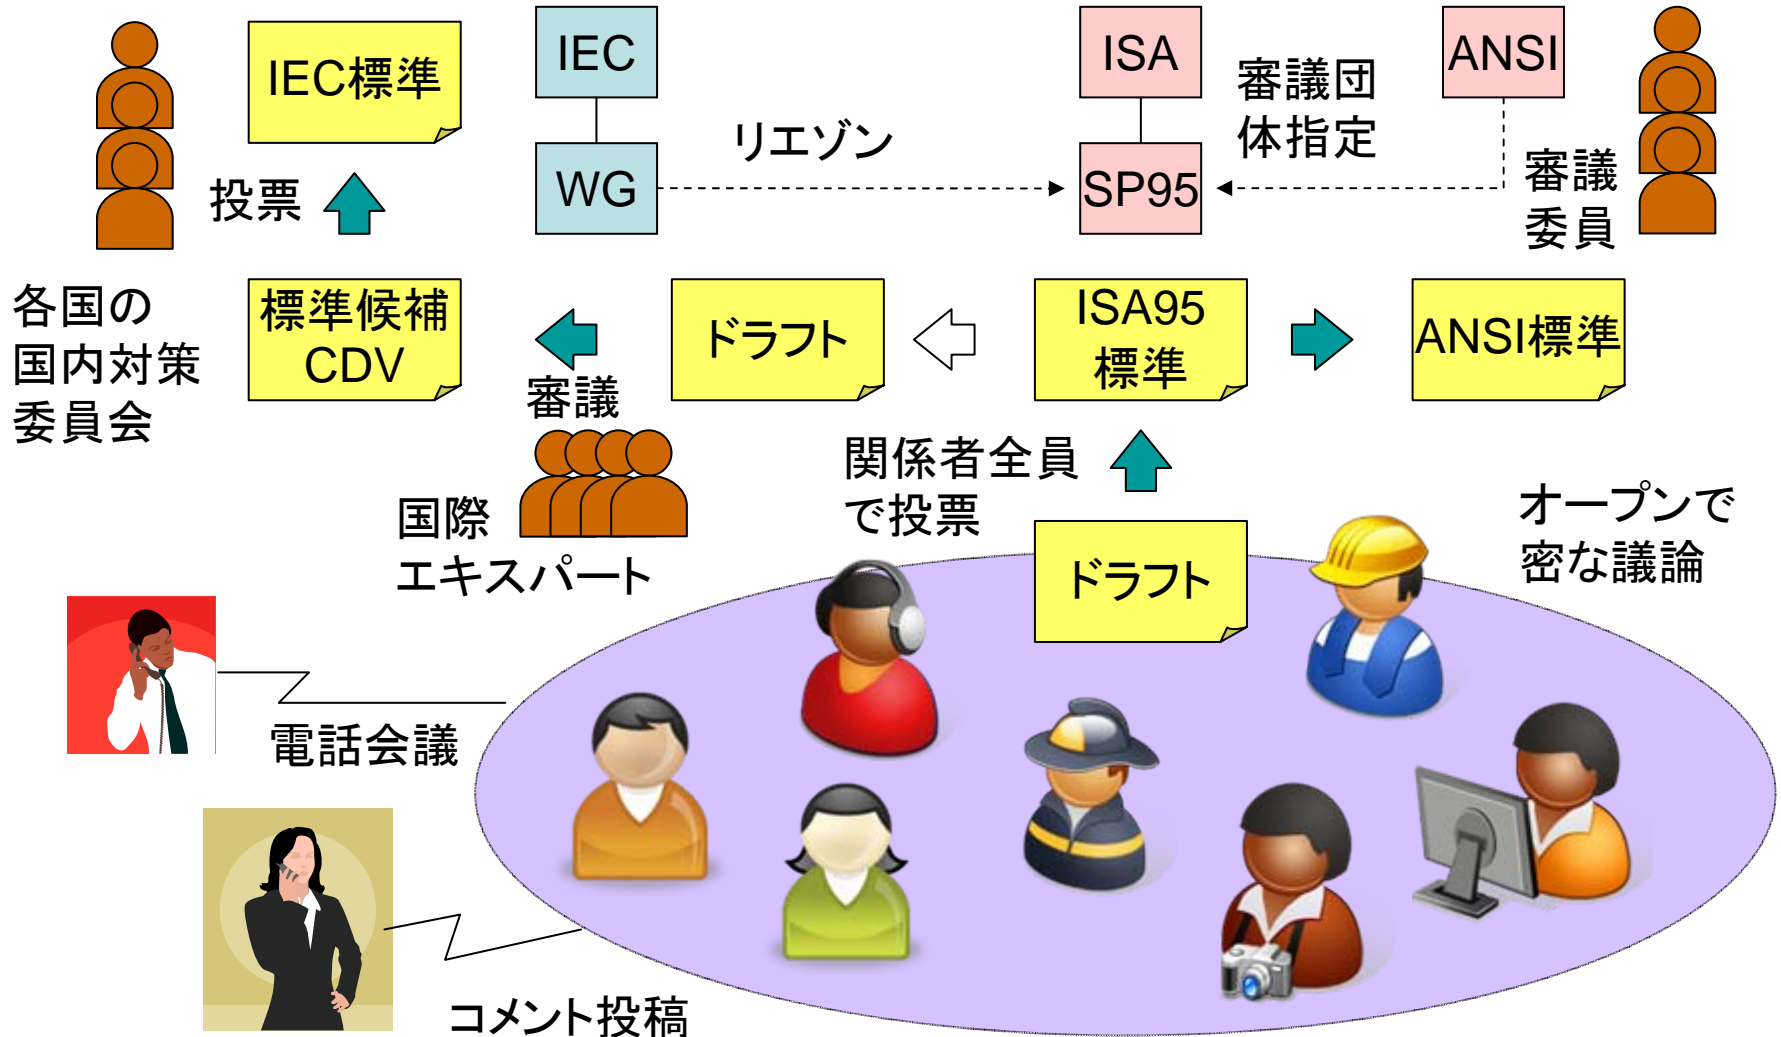 IEC標準
IEC
ISA
ANSI
審議団
体指定
リエゾン
投票
WG
SP95
審議
委員
各国の
国内対策
委員会
標準候補
CDV
ドラフト
ISA95
標準
ANSI標準
審議
国際
エキスパート
関係者全員
で投票
オープンで
密な議論
ドラフト
電話会議
コメント投稿